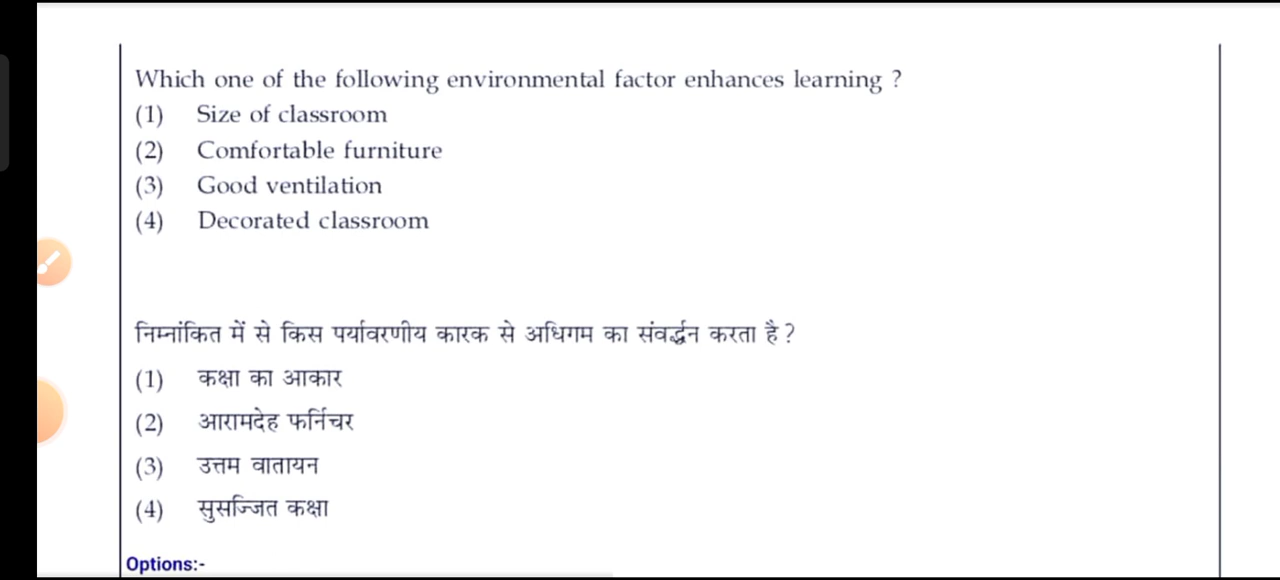 Which one of the following environmental factor enhances learning ?
(1) Size of classroom
(2) Comfortable furniture
(3) Good ventilation
(4) Decorated classroom
निम्नांकित में से किस पर्यावरणीय कारक से अधिगम का संवर्द्धन करता है ?
(1) कक्षा का आकार
(2) आरामदेह फर्निचर
(3) उत्तम वातायन
(4) सुसज्जित कक्षा
Options:-